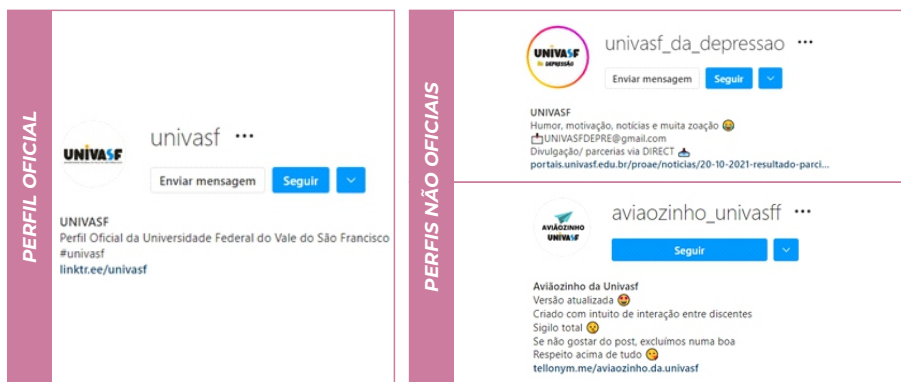 PERFIL OFICIAL
UNIVASF
univasf •••
Enviar mensagem
Seguir
UNIVASF
Perfil Oficial da Universidade Federal do Vale do São Francisco
#univasf
linktr.ee/univasf
PERFIS NÃO OFICIAIS
UNIVASF
DA DEPRESSÃO
univasf_da_depressao •••
Enviar mensagem
Seguir
UNIVASF
Humor, motivação, notícias e muita zoação 😂
📩UNIVASFDEPRE@gmail.com
Divulgação/ parcerias via DIRECT 📥
portais.univasf.edu.br/proae/noticias/20-10-2021-resultado-parci...
AVIÃOZINHO
UNIVASF
aviaozinho_univasff •••
Seguir
Aviãozinho da Univasf
Versão atualizada 🤩
Criado com intuito de interação entre discentes
Sigilo total 😯
Se não gostar do post, excluímos numa boa
Respeito acima de tudo 😋
tellonym.me/aviaozinho.da.univasf